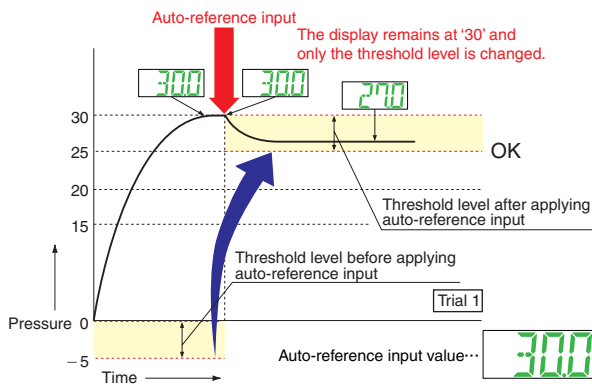 Auto-reference input
The display remains at ‘30’ and
only the threshold level is changed.
30.0
30.0
27.0
30
25
20
15
OK
Threshold level after applying
auto-reference input
Threshold level before applying
auto-reference input
Trial 1
Pressure
0
−5
Time
Auto-reference input value···
30.0